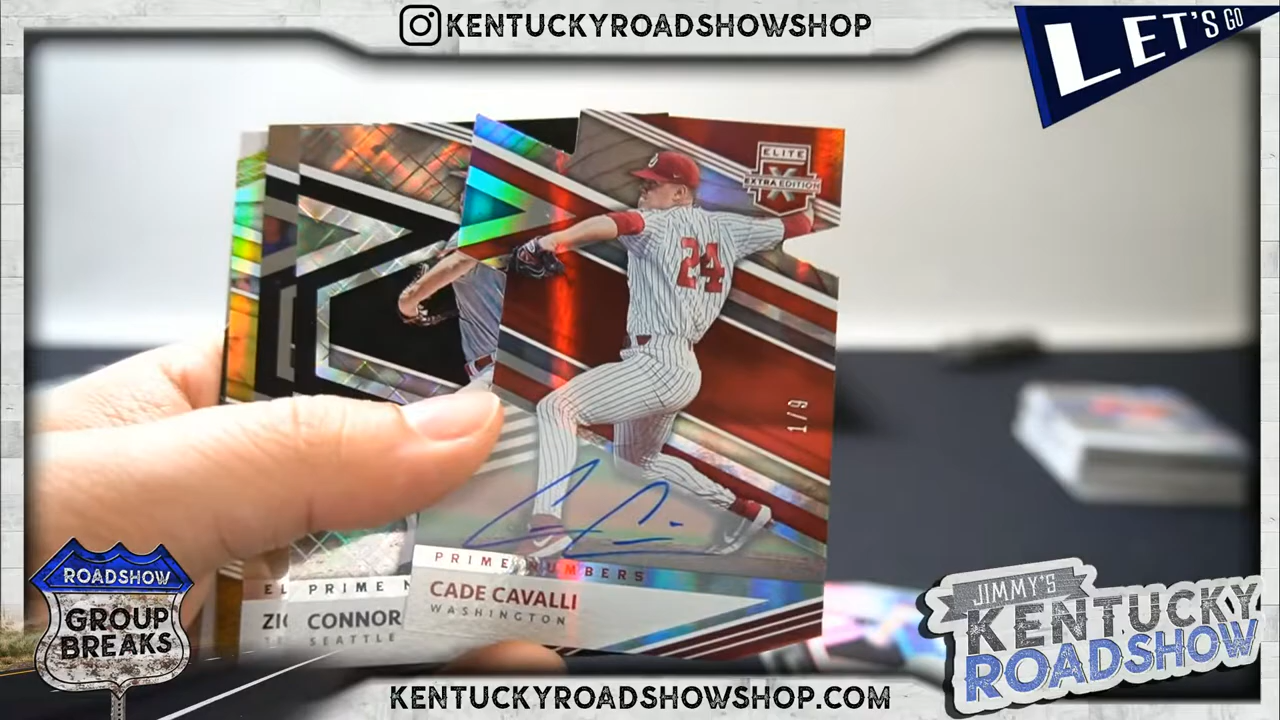 KENTUCKYROADSHOWSHOP
LET'S GO
ELITE
X
EXTRA EDITION
24
1/9
PRIME NUMBERS
CADE CAVALLI
WASHINGTON
PRIME N
CONNOR
SEATTLE
EL
ROADSHOW
GROUP
BREAKS
JIMMY'S
KENTUCKY
ROADSHOW
KENTUCKYROADSHOWSHOP.COM